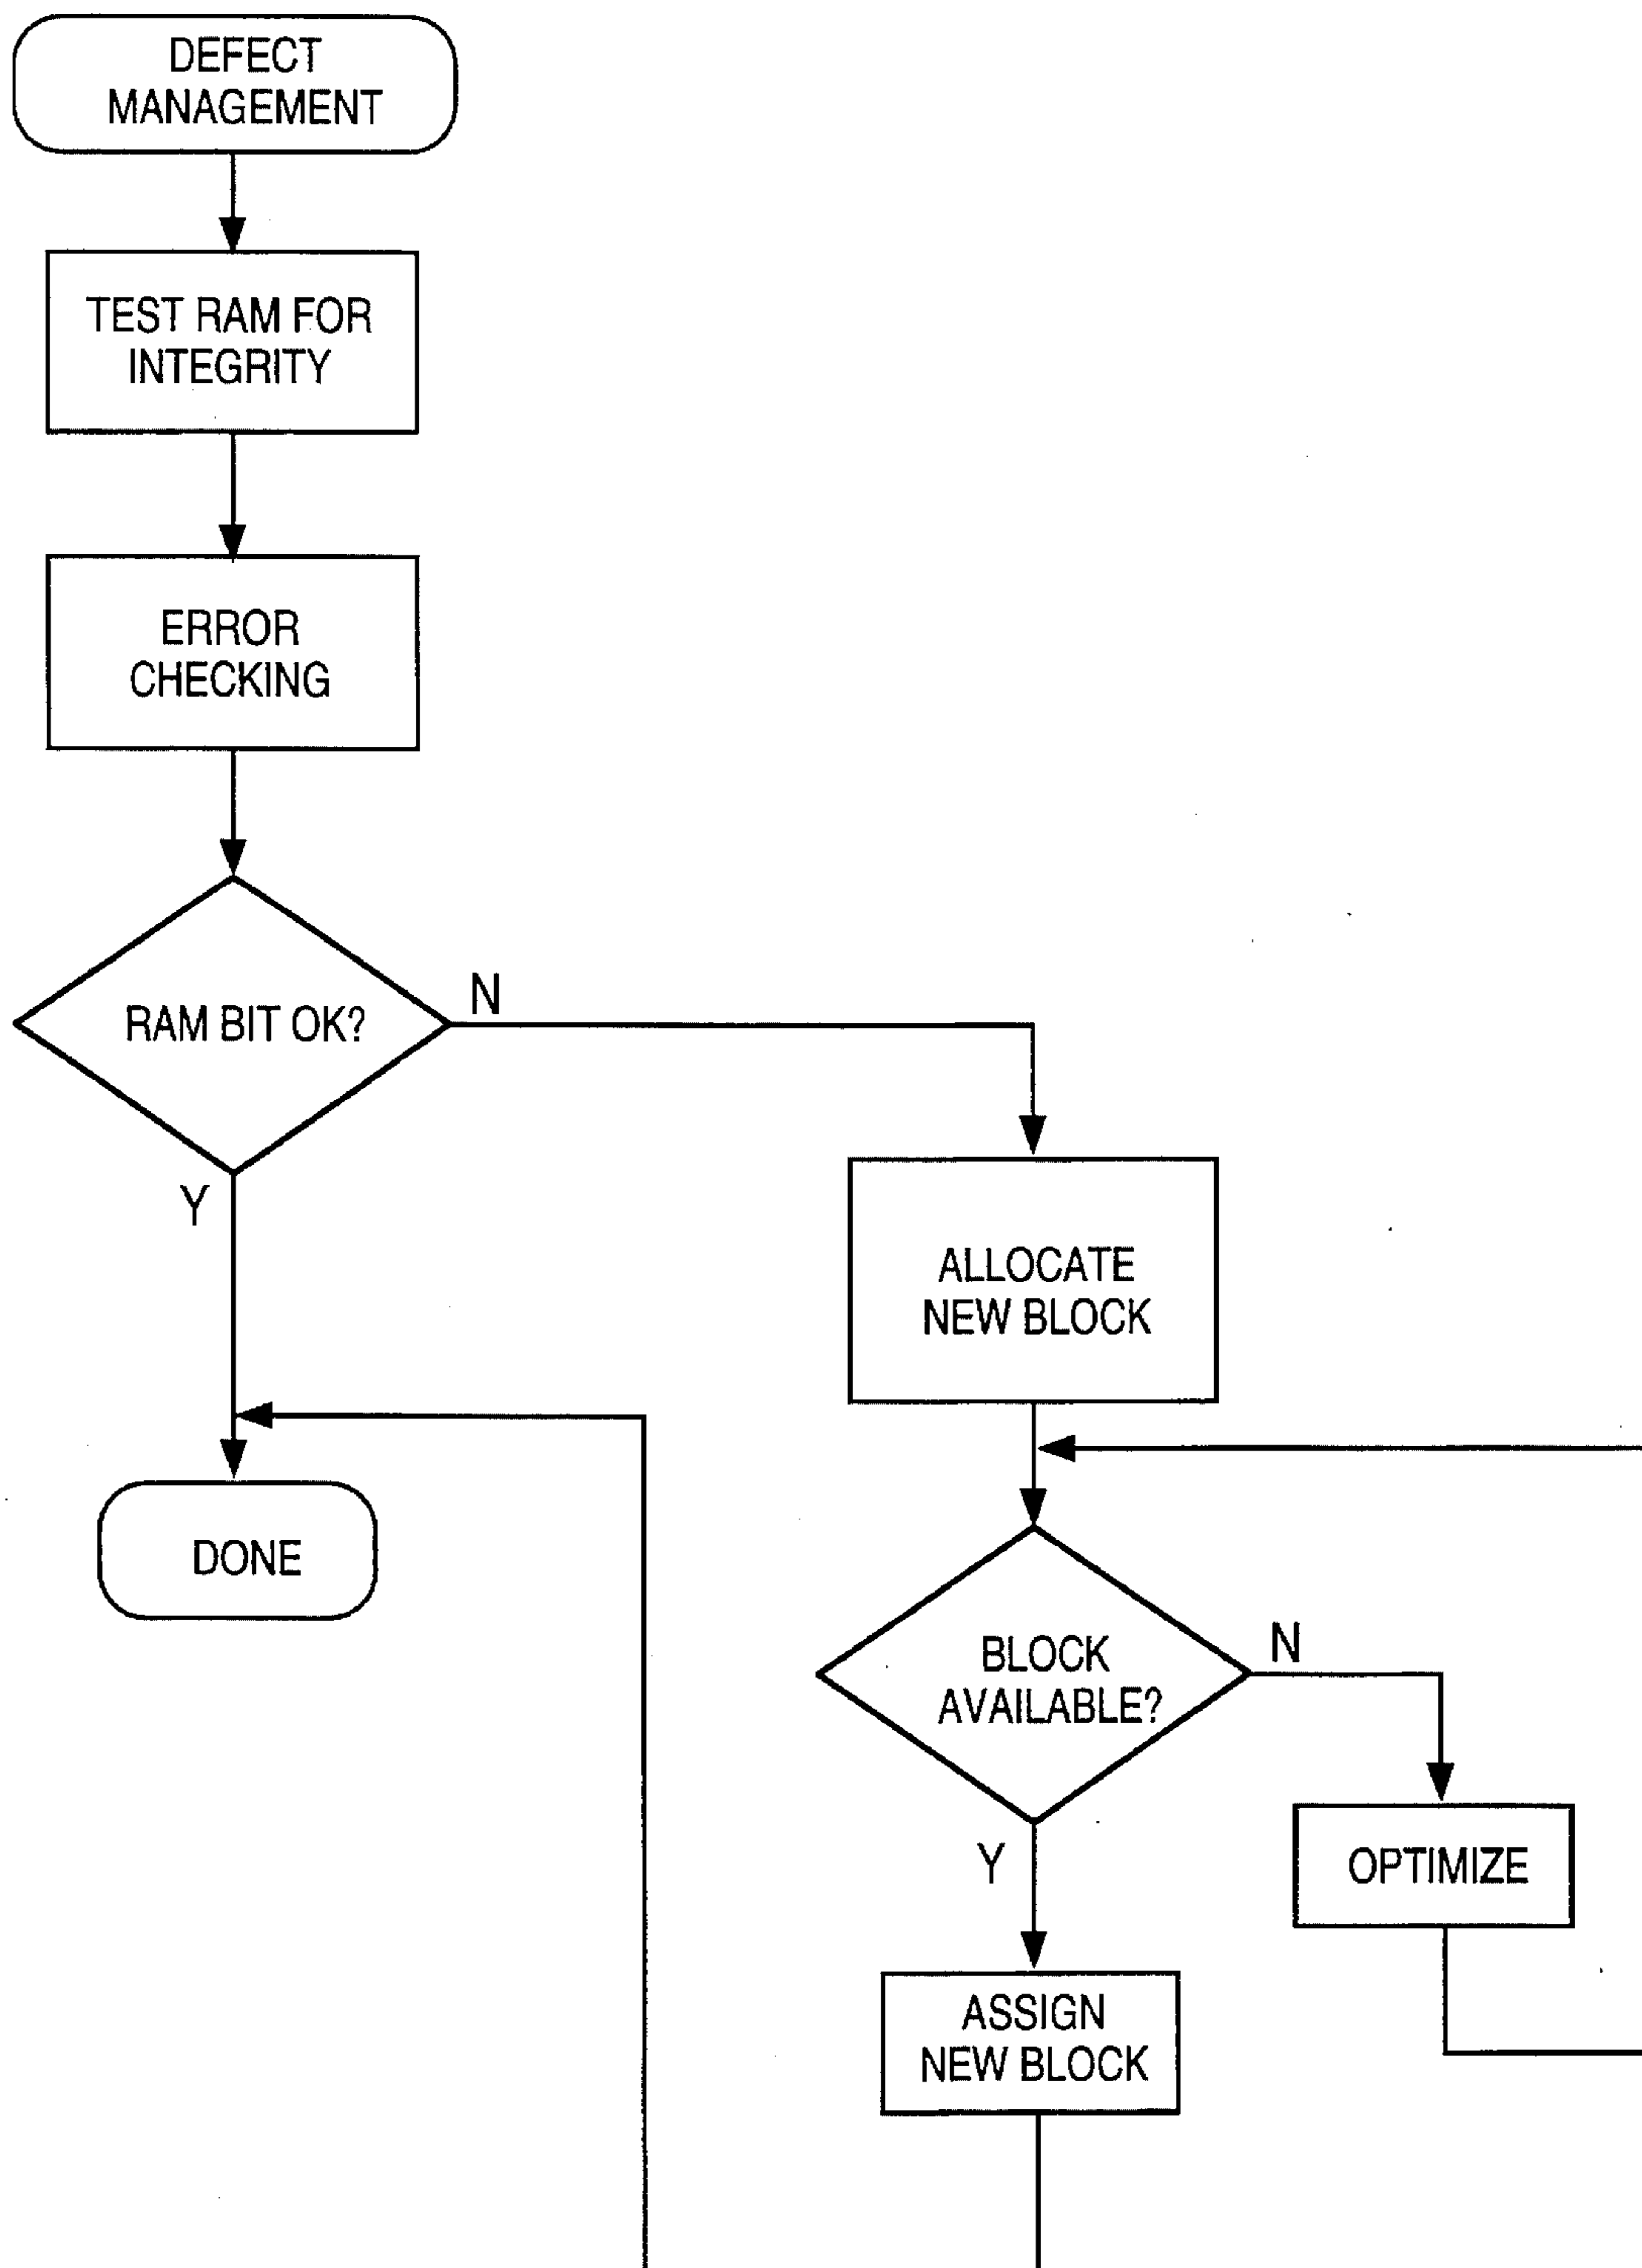 DEFECT
MANAGEMENT
TEST RAM FOR
INTEGRITY
ERROR
CHECKING
RAM BIT OK?
N
Y
ALLOCATE
NEW BLOCK
DONE
BLOCK
AVAILABLE?
N
Y
OPTIMIZE
ASSIGN
NEW BLOCK